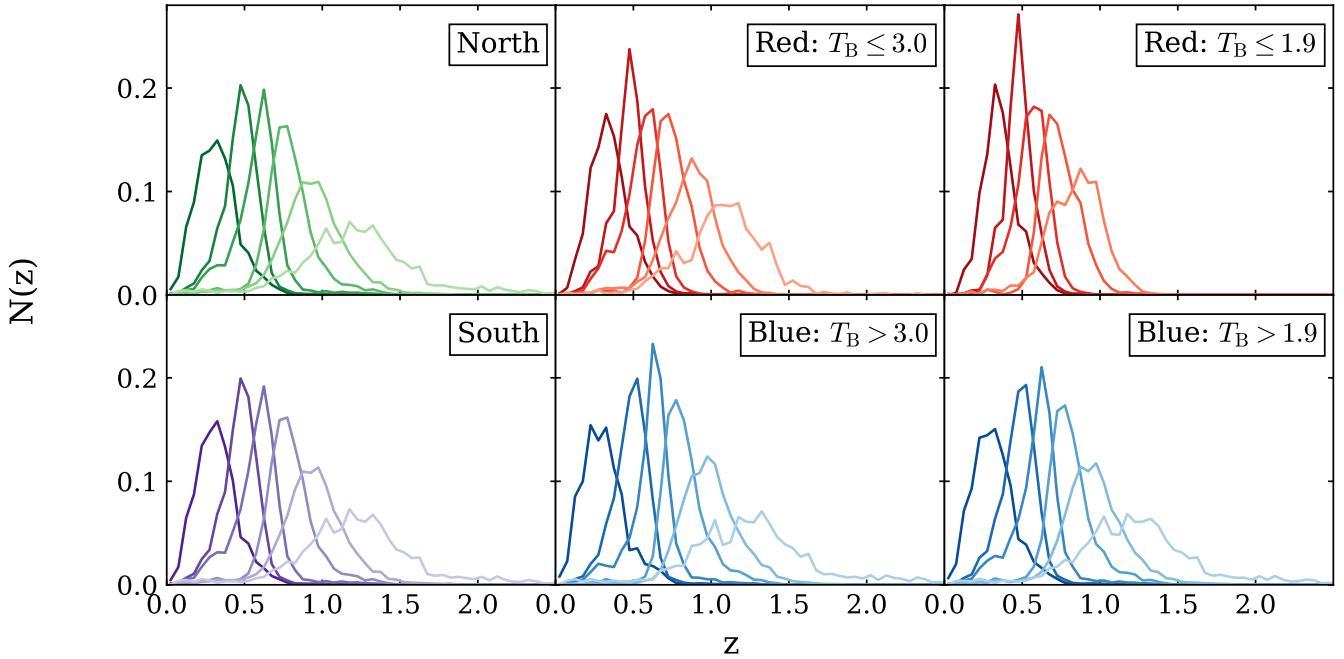 North
Red: T_B ≤ 3.0
Red: T_B ≤ 1.9
0.2
0.1
0.0
N(z)
South
Blue: T_B > 3.0
Blue: T_B > 1.9
0.2
0.1
0.0
0.0 0.5 1.0 1.5 2.0 0.0 0.5 1.0 1.5 2.0 0.0 0.5 1.0 1.5 2.0
z